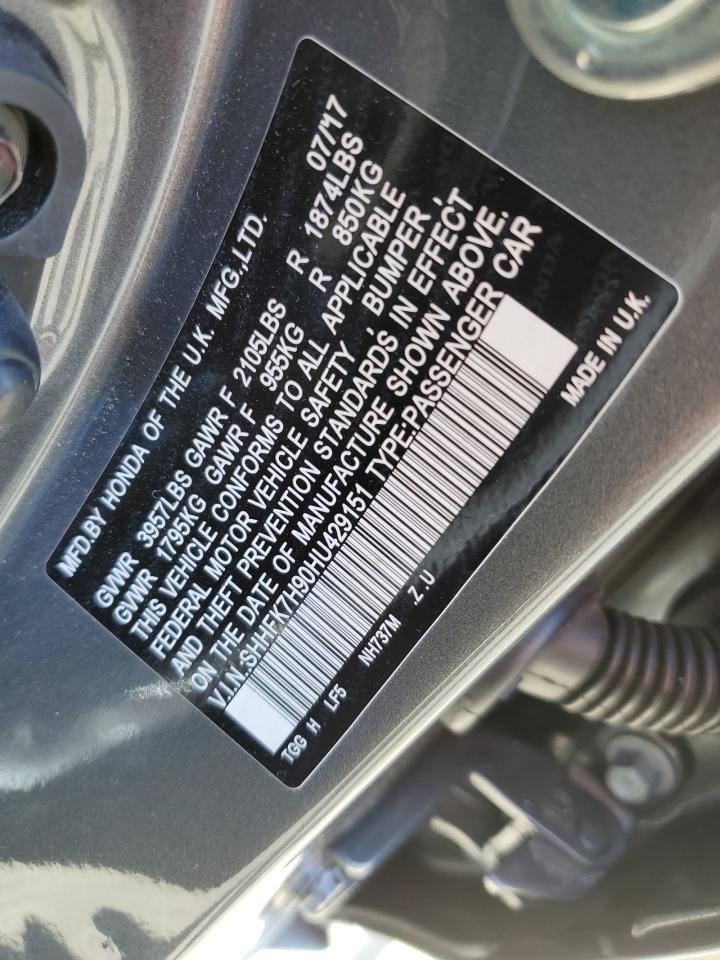 MFD.BY HONDA OF THE U.K. MFG.,LTD. 07/'17
GVWR 3957LBS GAWR F 2105LBS R 1874LBS
GVWR 1795KG GAWR F 955KG R 850KG
THIS VEHICLE CONFORMS TO ALL APPLICABLE
FEDERAL MOTOR VEHICLE SAFETY , BUMPER ,
AND THEFT PREVENTION STANDARDS IN EFFECT
ON THE DATE OF MANUFACTURE SHOWN ABOVE.
V.I.N.:SHHFK7H90HU429151 TYPE:PASSENGER CAR
TGG H LF5 NH737M .Z U MADE IN U.K.